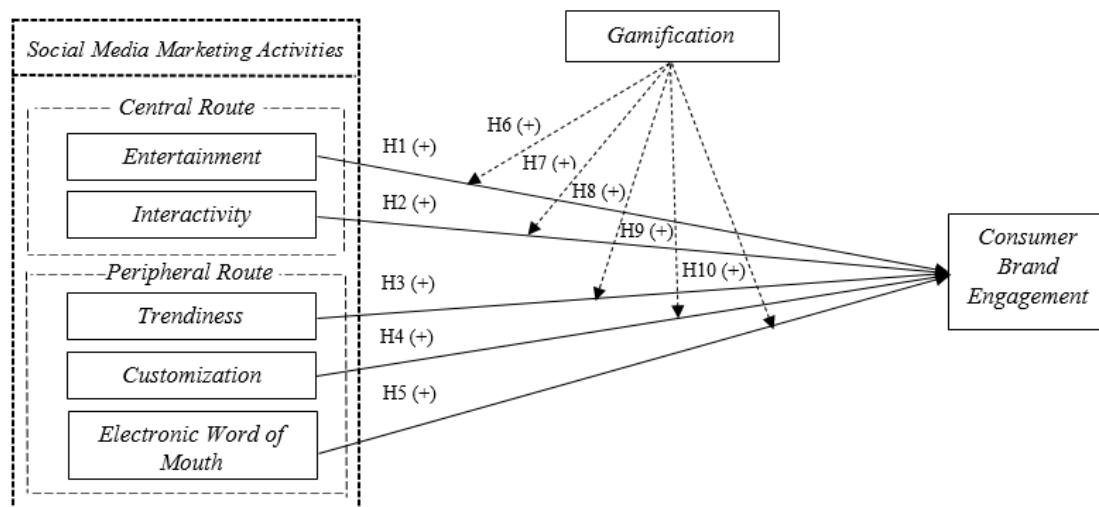 Social Media Marketing Activities
Gamification
Central Route
Entertainment
Interactivity
Peripheral Route
Trendiness
Customization
Electronic Word of
Mouth
H1 (+)
H2 (+)
H3 (+)
H4 (+)
H5 (+)
H6 (+)
H7 (+)
H8 (+)
H9 (+)
H10 (+)
Consumer
Brand
Engagement